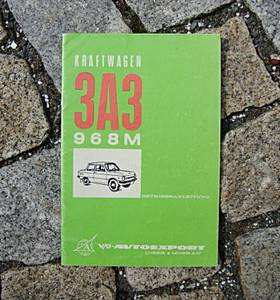 KRAFTWAGEN
ЗАЗ
968M
BETRIEBSANLEITUNG
V/O AVTOEXPORT
UdSSR MOSKAU